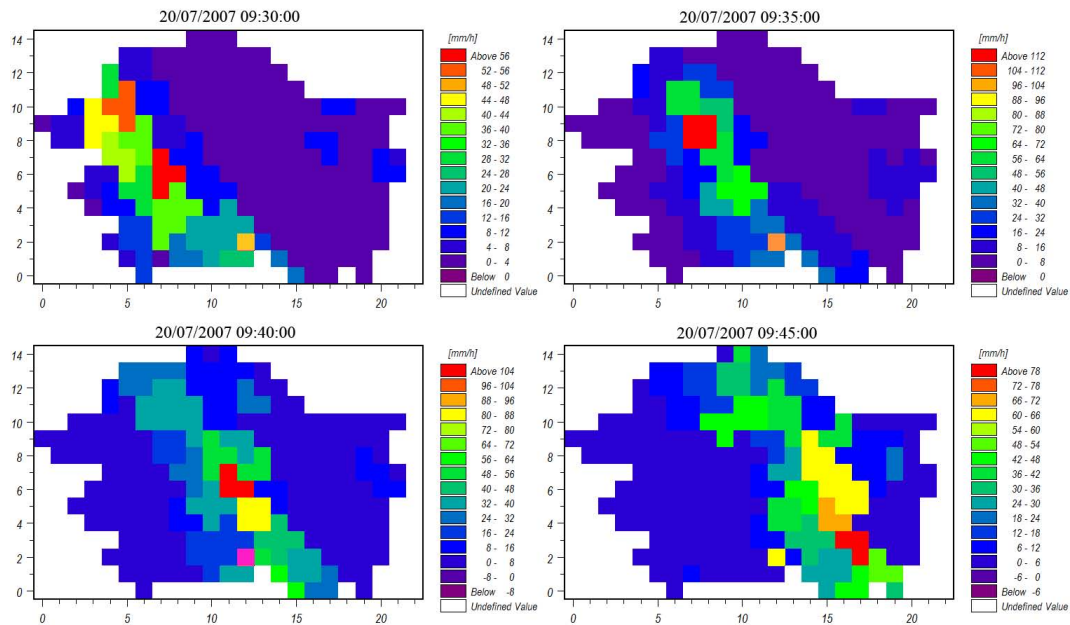 20/07/2007 09:30:00
14
12
10
8
6
4
2
0
0 5 10 15 20
[mm/h]
Above 56
52 - 56
48 - 52
44 - 48
40 - 44
36 - 40
32 - 36
28 - 32
24 - 28
20 - 24
16 - 20
12 - 16
8 - 12
4 - 8
0 - 4
Below 0
Undefined Value
20/07/2007 09:35:00
14
12
10
8
6
4
2
0
0 5 10 15 20
[mm/h]
Above 112
104 - 112
96 - 104
88 - 96
80 - 88
72 - 80
64 - 72
56 - 64
48 - 56
40 - 48
32 - 40
24 - 32
16 - 24
8 - 16
0 - 8
Below 0
Undefined Value
20/07/2007 09:40:00
14
12
10
8
6
4
2
0
0 5 10 15 20
[mm/h]
Above 104
96 - 104
88 - 96
80 - 88
72 - 80
64 - 72
56 - 64
48 - 56
40 - 48
32 - 40
24 - 32
16 - 24
8 - 16
0 - 8
-8 - 0
Below -8
Undefined Value
20/07/2007 09:45:00
14
12
10
8
6
4
2
0
0 5 10 15 20
[mm/h]
Above 78
72 - 78
66 - 72
60 - 66
54 - 60
48 - 54
42 - 48
36 - 42
30 - 36
24 - 30
18 - 24
12 - 18
6 - 12
0 - 6
-6 - 0
Below -6
Undefined Value